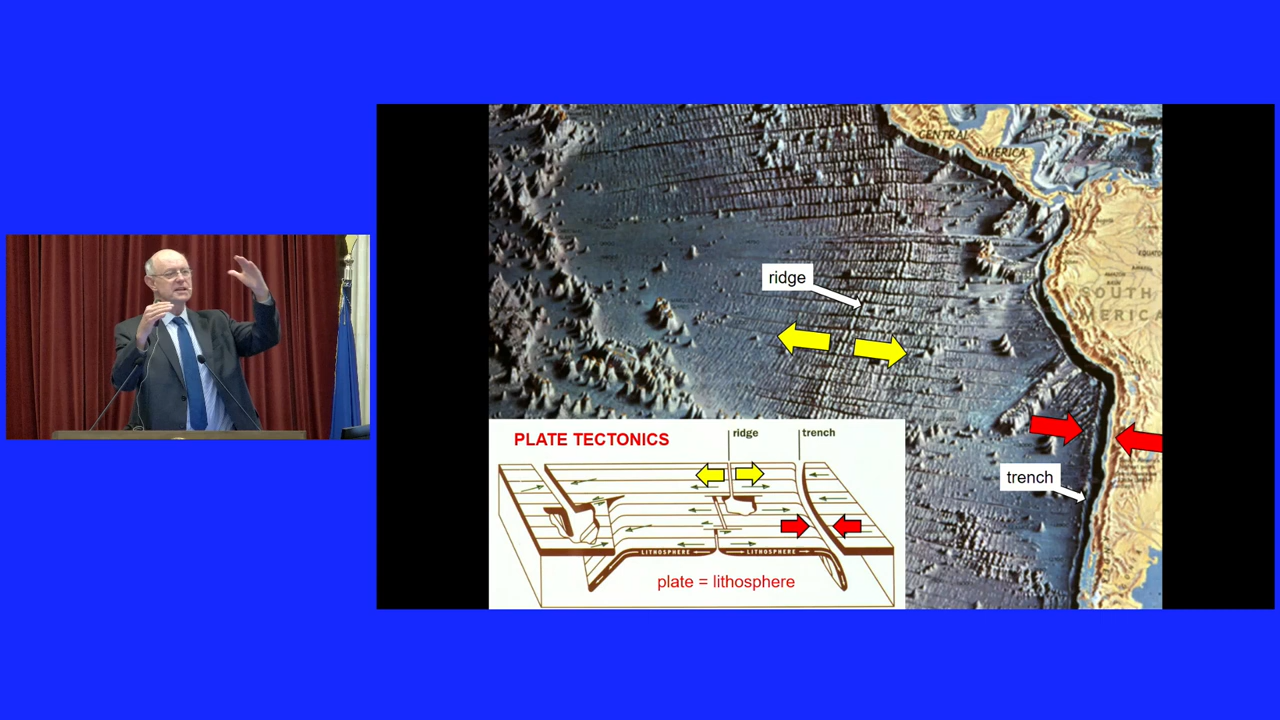 CENTRAL
AMERICA
SOUTH
AMERICA
ridge
trench
PLATE TECTONICS
ridge
trench
LITHOSPHERE
LITHOSPHERE
plate = lithosphere